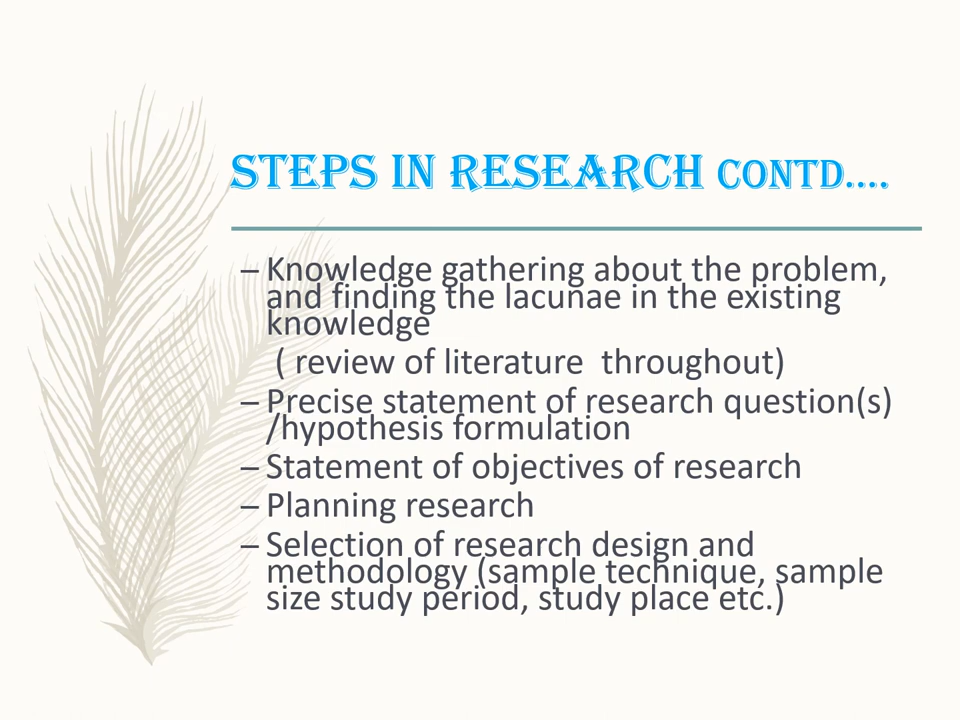 STEPS IN RESEARCH CONTD....
– Knowledge gathering about the problem,
and finding the lacunae in the existing
knowledge
( review of literature  throughout)
– Precise statement of research question(s)
/hypothesis formulation
– Statement of objectives of research
– Planning research
– Selection of research design and
methodology (sample technique, sample
size study period, study place etc.)